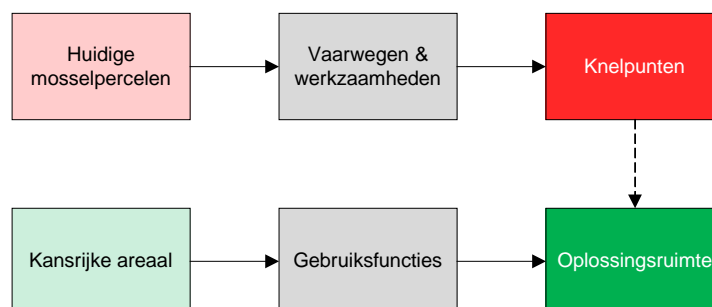 Huidige
mosselpercelen
Vaarwegen &
werkzaamheden
Knelpunten
Kansrijke areaal
Gebruiksfuncties
Oplossingsruimte